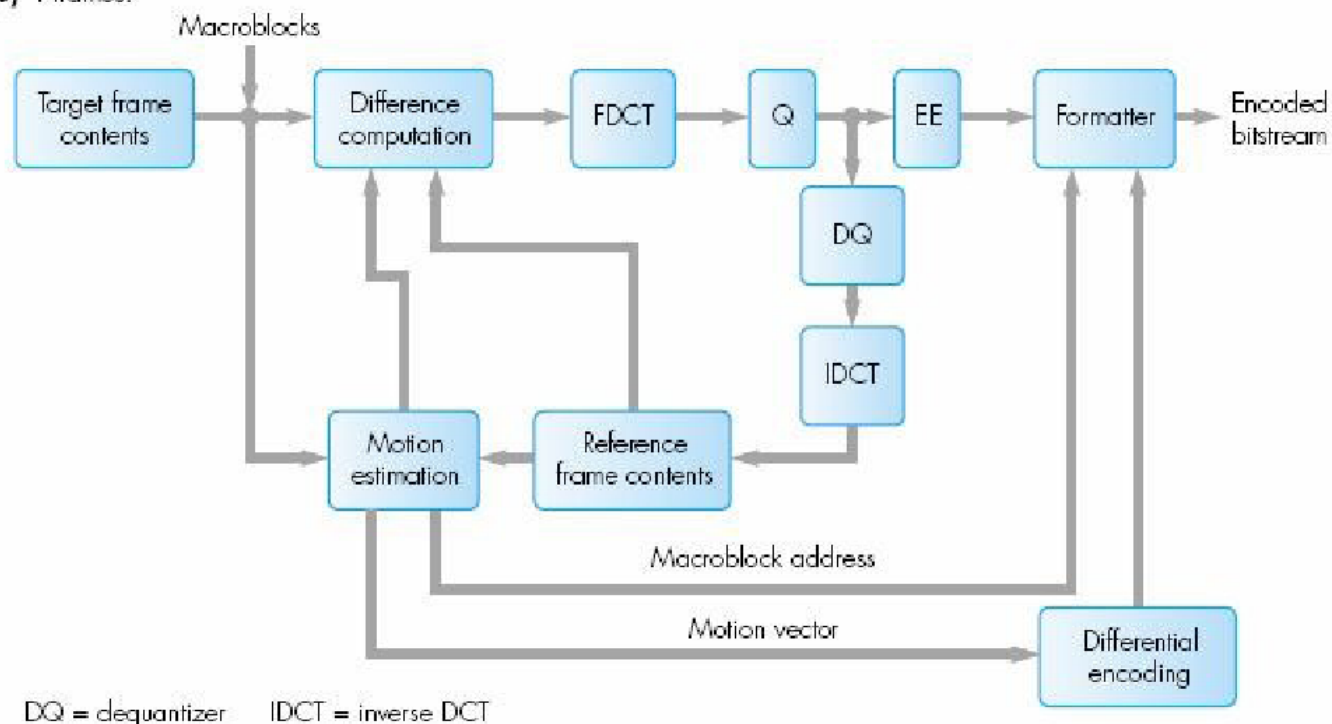 Macroblocks
Target frame
contents
Difference
computation
FDCT
Q
EE
Formatter
Encoded
bitstream
DQ
IDCT
Motion
estimation
Reference
frame contents
Macroblock address
Motion vector
Differential
encoding
DQ = dequantizer IDCT = inverse DCT